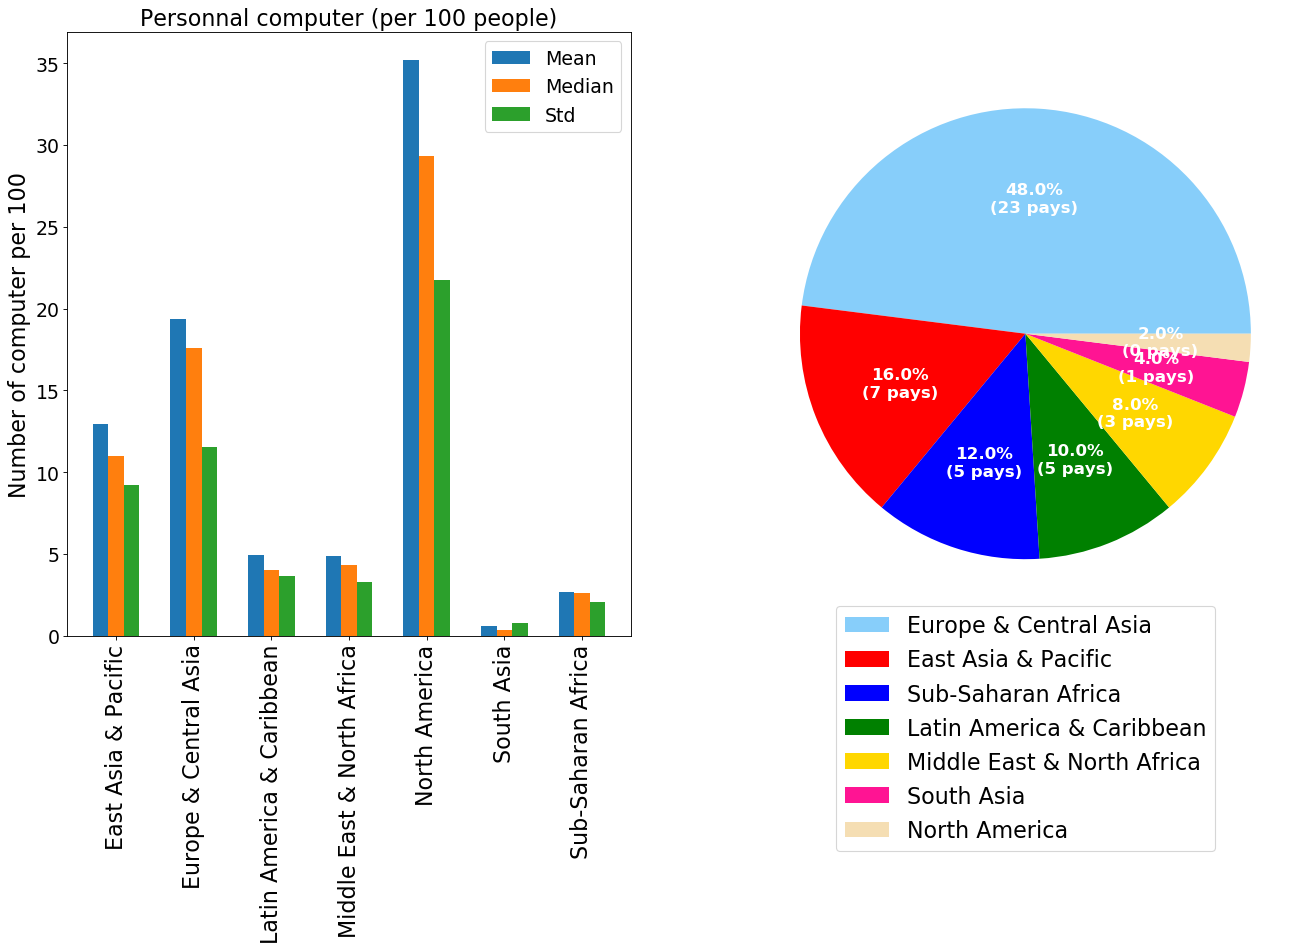 Personnal computer (per 100 people)
Number of computer per 100
35
30
25
20
15
10
5
0
Mean
Median
Std
East Asia & Pacific
Europe & Central Asia
Latin America & Caribbean
Middle East & North Africa
North America
South Asia
Sub-Saharan Africa
48.0%
(23 pays)
16.0%
(7 pays)
12.0%
(5 pays)
10.0%
(5 pays)
8.0%
(3 pays)
4.0%
(1 pays)
2.0%
(0 pays)
Europe & Central Asia
East Asia & Pacific
Sub-Saharan Africa
Latin America & Caribbean
Middle East & North Africa
South Asia
North America